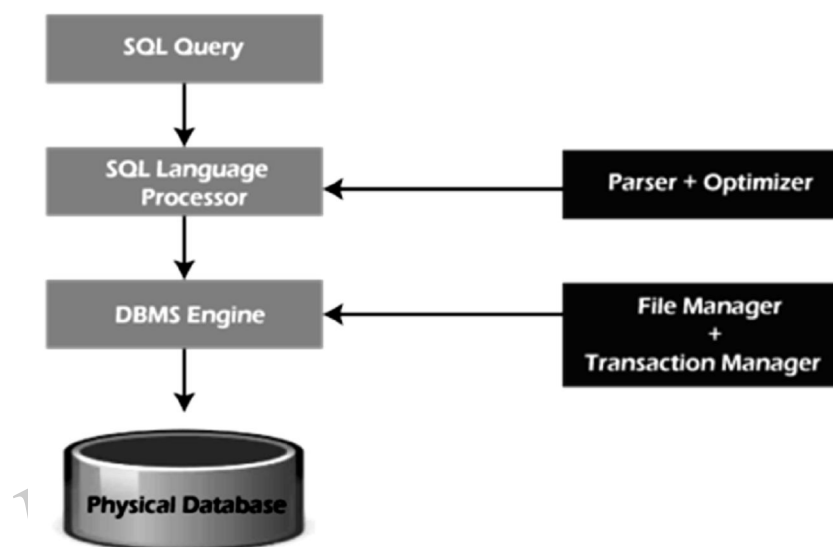 SQL Query
SQL Language
Processor
Parser + Optimizer
DBMS Engine
File Manager
+
Transaction Manager
Physical Database